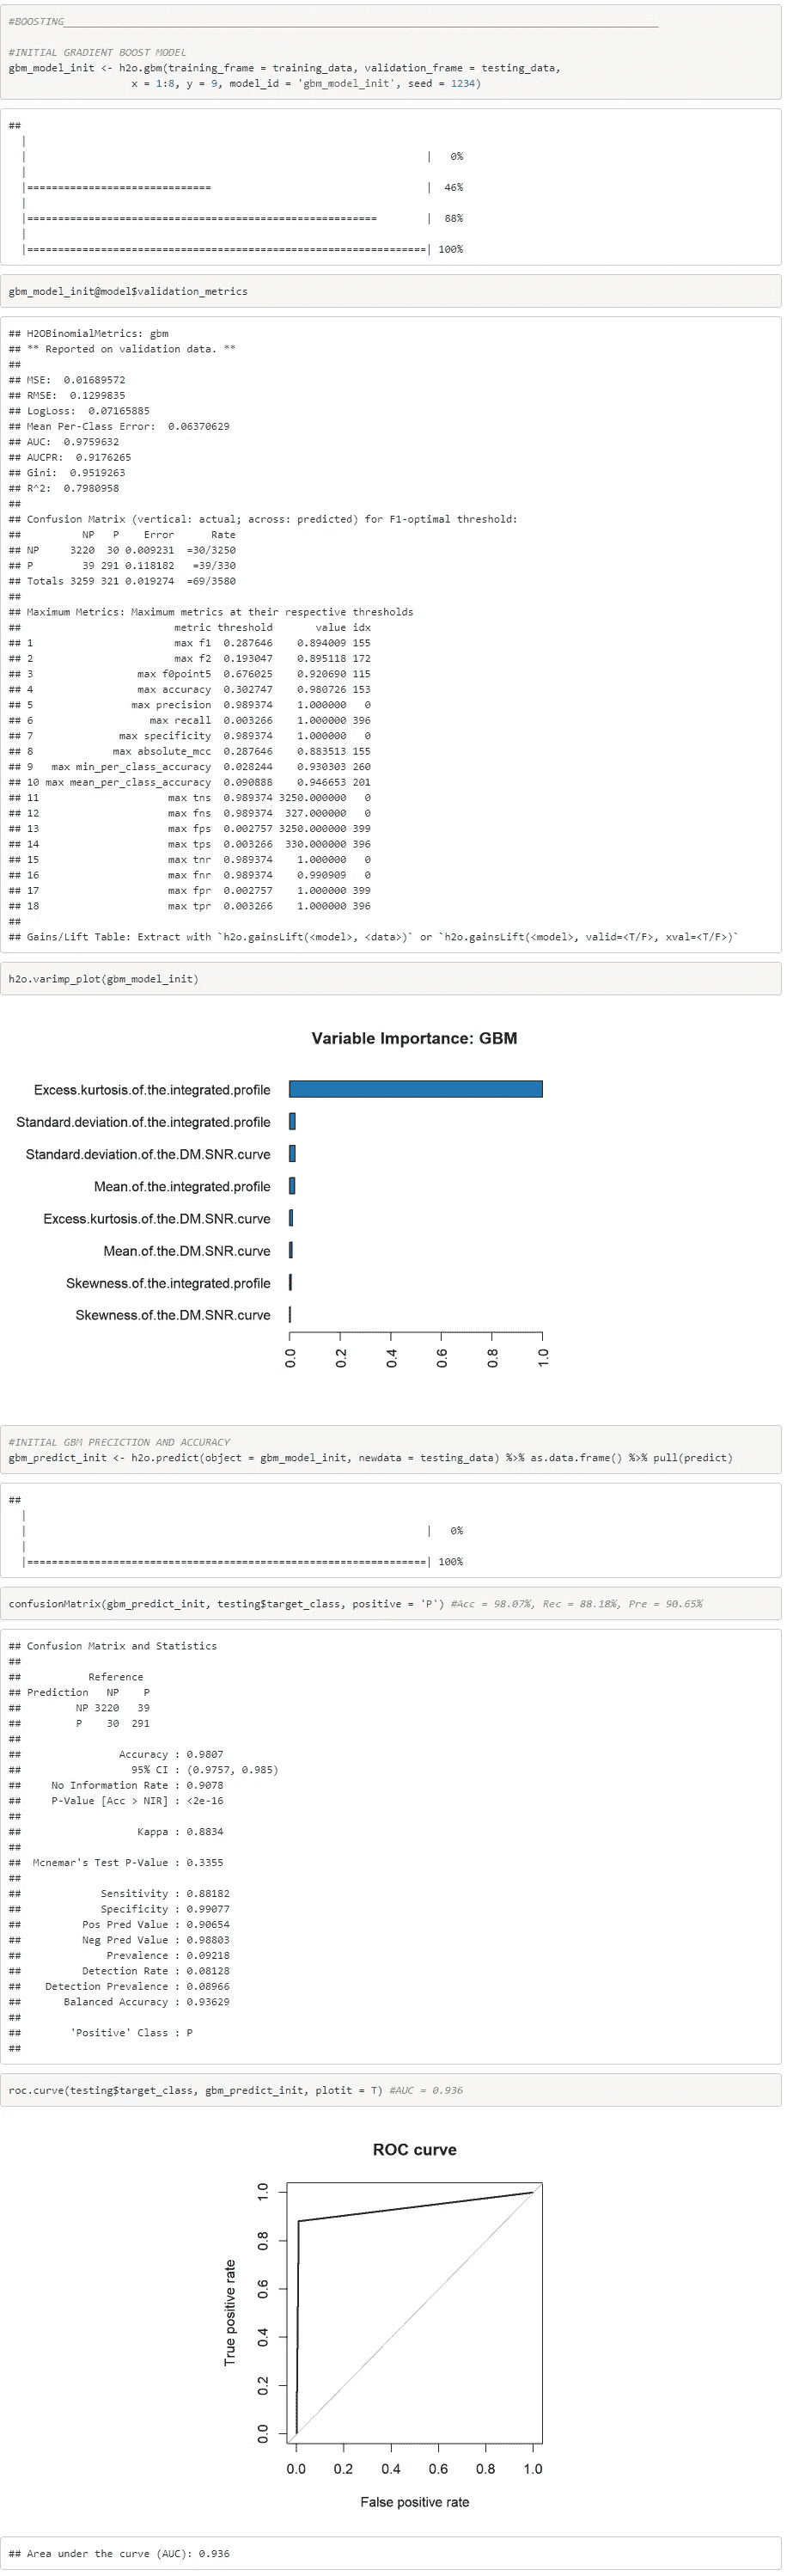 #BOOSTING_______________________________________________________________________________________________
#INITIAL GRADIENT BOOST MODEL
gbm_model_init <- h2o.gbm(training_frame = training_data, validation_frame = testing_data,
x = 1:8, y = 9, model_id = 'gbm_model_init', seed = 1234)
##
|
| | 0%
|
|============================== | 46%
|
|========================================================= | 88%
|
|=================================================================| 100%
gbm_model_init@model$validation_metrics
## H2OBinomialMetrics: gbm
## ** Reported on validation data. **
##
## MSE: 0.01689572
## RMSE: 0.1299835
## LogLoss: 0.07165885
## Mean Per-Class Error: 0.06370629
## AUC: 0.9759632
## AUCPR: 0.9176265
## Gini: 0.9519263
## R^2: 0.7980958
##
## Confusion Matrix (vertical: actual; across: predicted) for F1-optimal threshold:
## NP P Error Rate
## NP 3220 30 0.009231 =30/3250
## P 39 291 0.118182 =39/330
## Totals 3259 321 0.019274 =69/3580
##
## Maximum Metrics: Maximum metrics at their respective thresholds
## metric threshold value idx
## 1 max f1 0.287646 0.894009 155
## 2 max f2 0.193047 0.895118 172
## 3 max f0point5 0.676025 0.920690 115
## 4 max accuracy 0.302747 0.980726 153
## 5 max precision 0.989374 1.000000 0
## 6 max recall 0.003266 1.000000 396
## 7 max specificity 0.989374 1.000000 0
## 8 max absolute_mcc 0.287646 0.883513 155
## 9 max min_per_class_accuracy 0.028244 0.930303 260
## 10 max mean_per_class_accuracy 0.090888 0.946653 201
## 11 max tns 0.989374 3250.000000 0
## 12 max fns 0.989374 327.000000 0
## 13 max fps 0.002757 3250.000000 399
## 14 max tps 0.003266 330.000000 396
## 15 max tnr 0.989374 1.000000 0
## 16 max fnr 0.989374 0.990909 0
## 17 max fpr 0.002757 1.000000 399
## 18 max tpr 0.003266 1.000000 396
##
## Gains/Lift Table: Extract with `h2o.gainsLift(<model>, <data>)` or `h2o.gainsLift(<model>, valid=<T/F>, xval=<T/F>)`
h2o.varimp_plot(gbm_model_init)
Variable Importance: GBM
Excess.kurtosis.of.the.integrated.profile
Standard.deviation.of.the.integrated.profile
Standard.deviation.of.the.DM.SNR.curve
Mean.of.the.integrated.profile
Excess.kurtosis.of.the.DM.SNR.curve
Mean.of.the.DM.SNR.curve
Skewness.of.the.integrated.profile
Skewness.of.the.DM.SNR.curve
0.0 0.2 0.4 0.6 0.8 1.0
#INITIAL GBM PRECICTION AND ACCURACY
gbm_predict_init <- h2o.predict(object = gbm_model_init, newdata = testing_data) %>% as.data.frame() %>% pull(predict)
##
|
| | 0%
|
|=================================================================| 100%
confusionMatrix(gbm_predict_init, testing$target_class, positive = 'P') #Acc = 98.07%, Rec = 88.18%, Pre = 90.65%
## Confusion Matrix and Statistics
##
## Reference
## Prediction NP P
## NP 3220 39
## P 30 291
##
## Accuracy : 0.9807
## 95% CI : (0.9757, 0.985)
## No Information Rate : 0.9078
## P-Value [Acc > NIR] : <2e-16
##
## Kappa : 0.8834
##
## Mcnemar's Test P-Value : 0.3355
##
## Sensitivity : 0.88182
## Specificity : 0.99077
## Pos Pred Value : 0.90654
## Neg Pred Value : 0.98803
## Prevalence : 0.09218
## Detection Rate : 0.08128
## Detection Prevalence : 0.08966
## Balanced Accuracy : 0.93629
##
## 'Positive' Class : P
##
roc.curve(testing$target_class, gbm_predict_init, plotit = T) #AUC = 0.936
ROC curve
True positive rate
1.0
0.8
0.6
0.4
0.2
0.0
0.0 0.2 0.4 0.6 0.8 1.0
False positive rate
## Area under the curve (AUC): 0.936